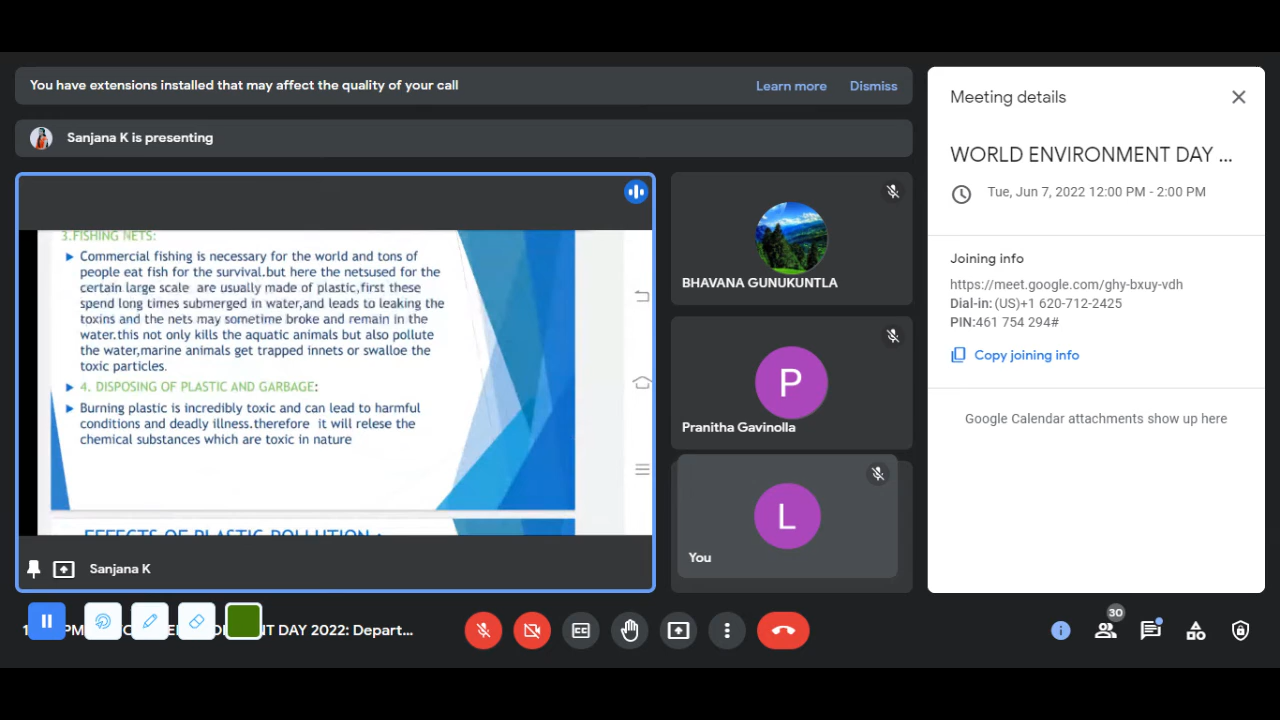 You have extensions installed that may affect the quality of your call
Learn more
Dismiss
Sanjana K is presenting
3.FISHING NETS:
Commercial fishing is necessary for the world and tons of
people eat fish for the survival.but here the netsused for the
certain large scale are usually made of plastic,first these
spend long times submerged in water,and leads to leaking the
toxins and the nets may sometime broke and remain in the
water.this not only kills the aquatic animals but also pollute
the water,marine animals get trapped innets or swalloe the
toxic particles.
4. DISPOSING OF PLASTIC AND GARBAGE:
Burning plastic is incredibly toxic and can lead to harmful
conditions and deadly illness.therefore it will relese the
chemical substances which are toxic in nature
EFFECTS OF PLASTIC POLLUTION :
Sanjana K
BHAVANA GUNUKUNTLA
P
Pranitha Gavinolla
L
You
Meeting details
WORLD ENVIRONMENT DAY ...
Tue, Jun 7, 2022 12:00 PM - 2:00 PM
Joining info
https://meet.google.com/ghy-bxuy-vdh
Dial-in: (US)+1 620-712-2425
PIN:461 754 294#
Copy joining info
Google Calendar attachments show up here
T DAY 2022: Depart...
30